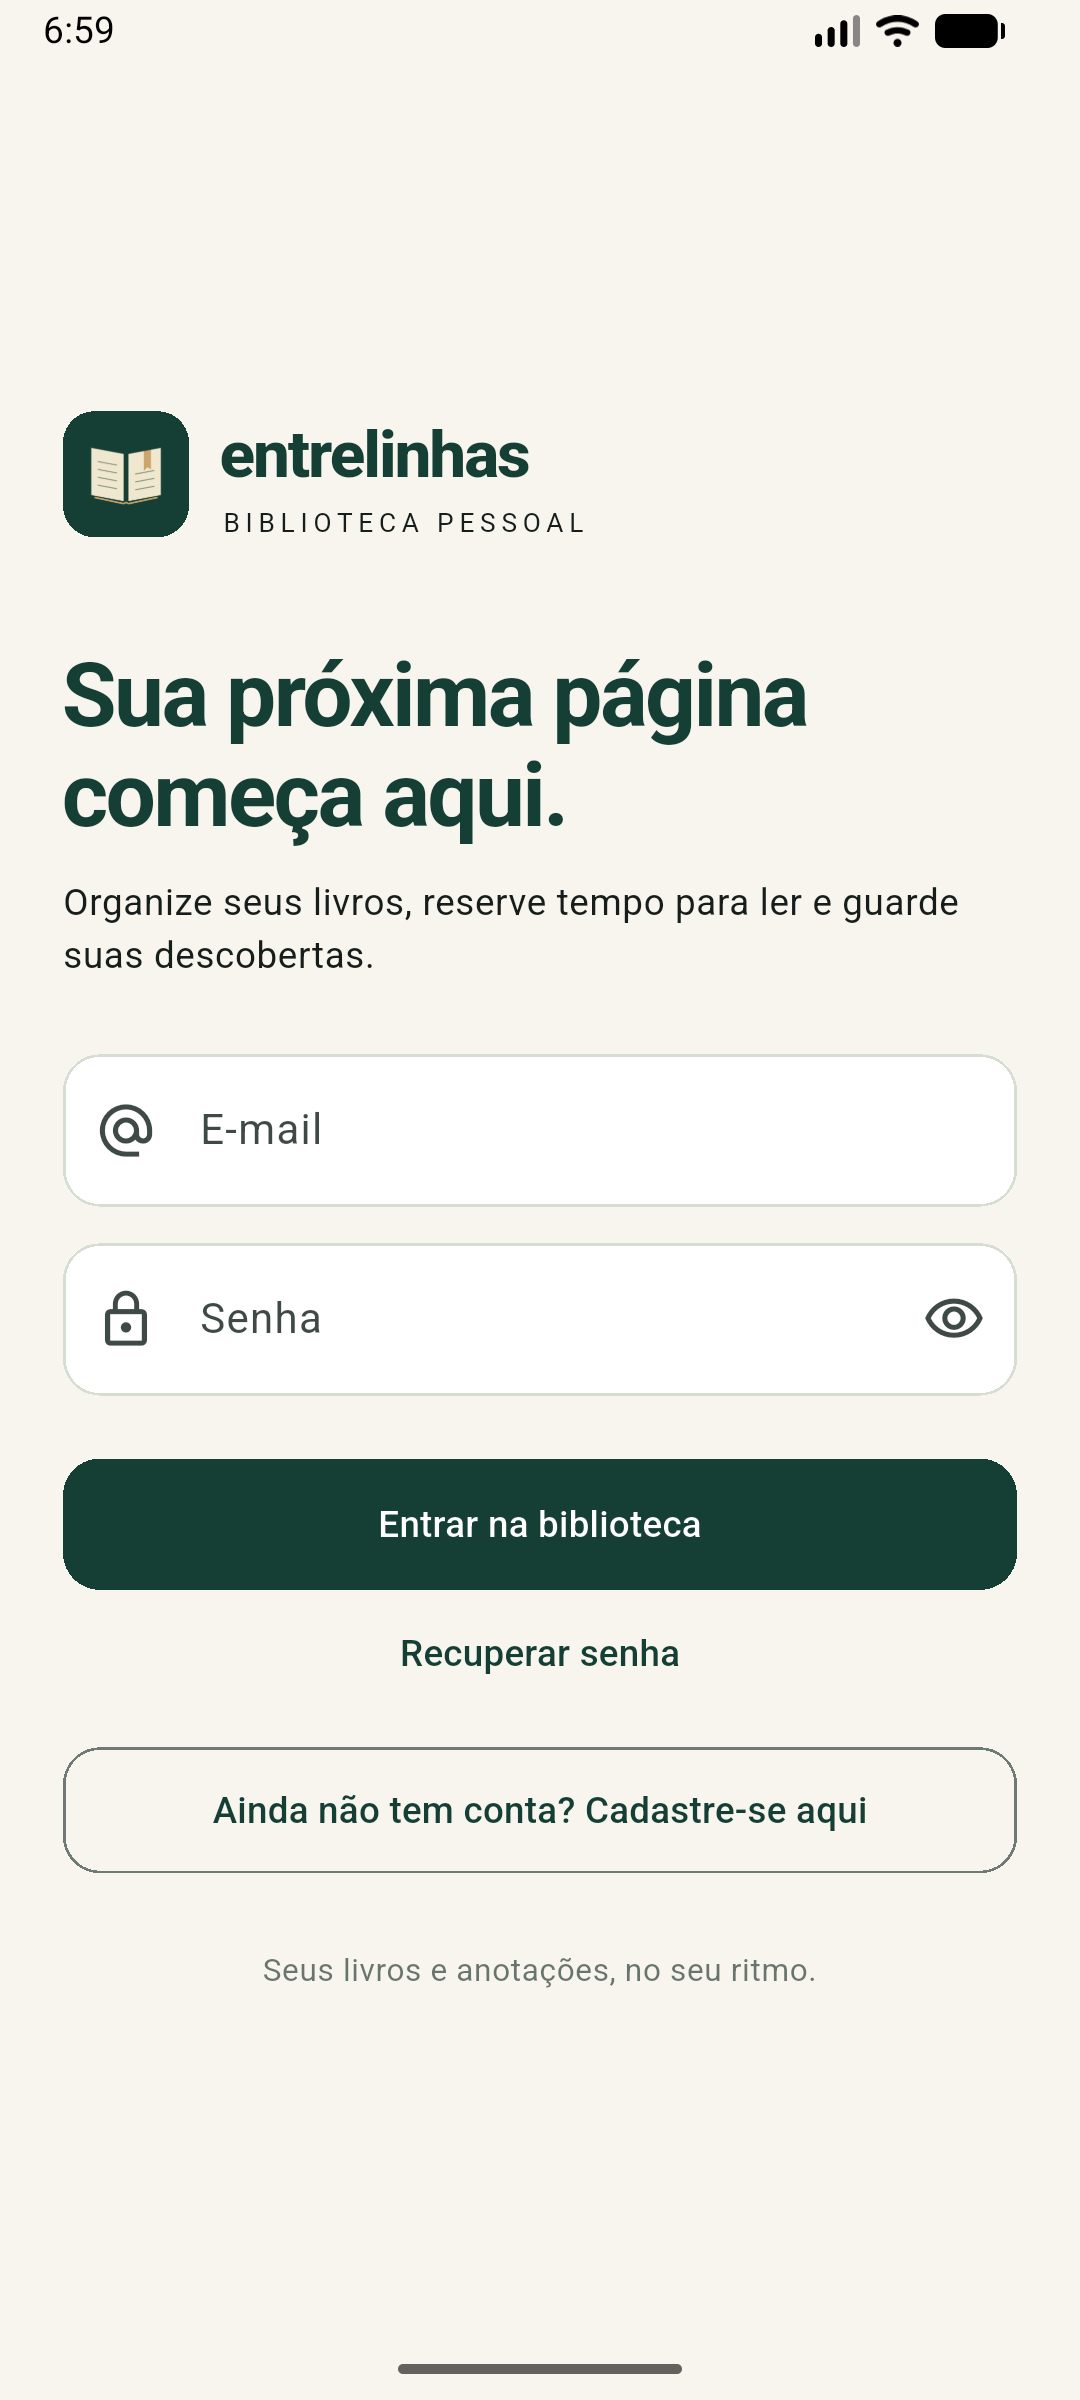 6:59
entrelinhas
BIBLIOTECA PESSOAL
Sua próxima página
começa aqui.
Organize seus livros, reserve tempo para ler e guarde
suas descobertas.
E-mail
Senha
Entrar na biblioteca
Recuperar senha
Ainda não tem conta? Cadastre-se aqui
Seus livros e anotações, no seu ritmo.